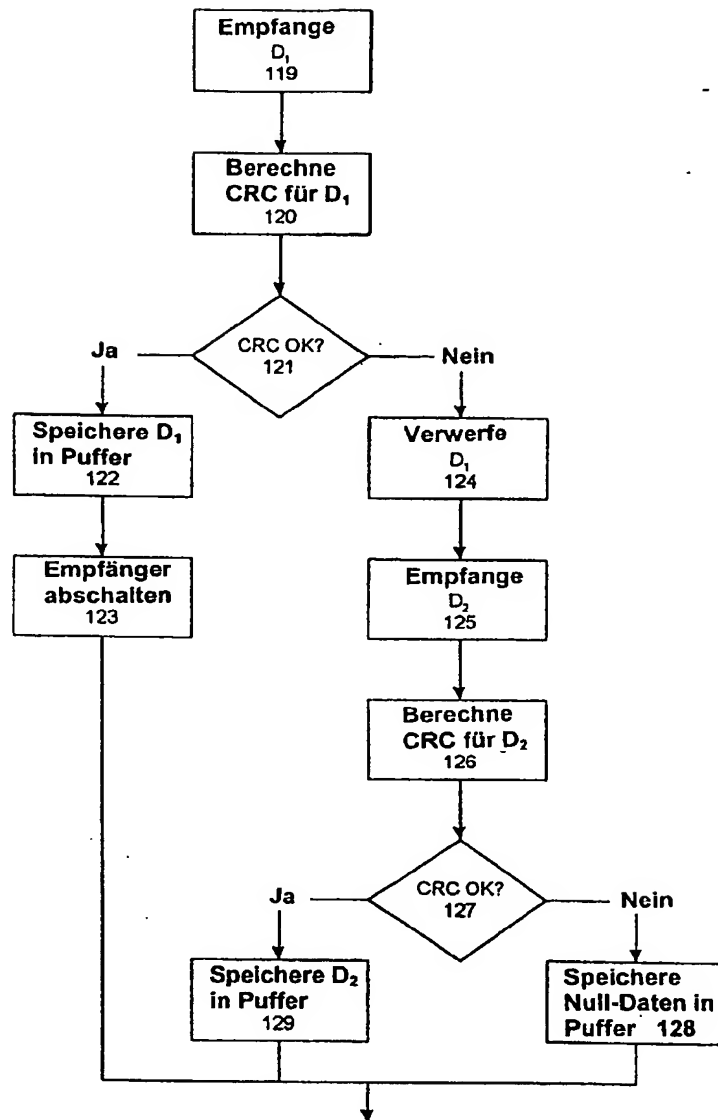 Empfange
D₁
119
Berechne
CRC für D₁
120
CRC OK?
121
Ja
Nein
Speichere D₁
in Puffer
122
Verwerfe
D₁
124
Empfänger
abschalten
123
Empfange
D₂
125
Berechne
CRC für D₂
126
CRC OK?
127
Ja
Nein
Speichere D₂
in Puffer
129
Speichere
Null-Daten in
Puffer 128